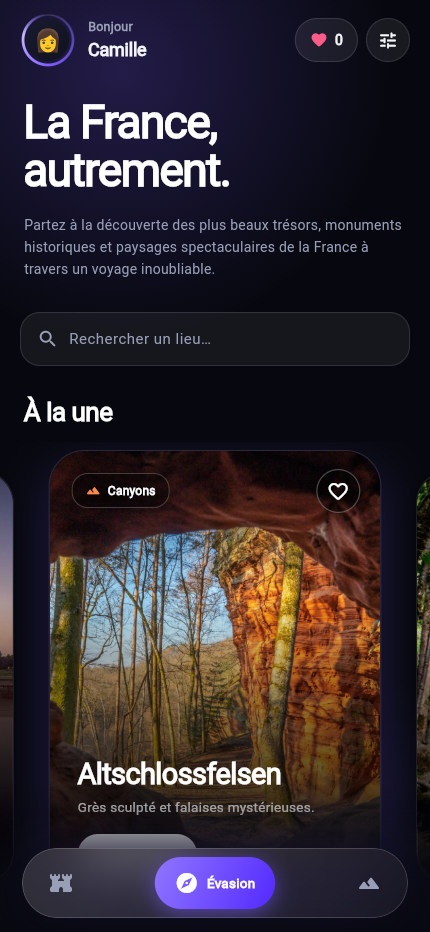 Bonjour
Camille
0
La France,
autrement.
Partez à la découverte des plus beaux trésors, monuments
historiques et paysages spectaculaires de la France à
travers un voyage inoubliable.
Rechercher un lieu…
À la une
Canyons
Altschlossfelsen
Grès sculpté et falaises mystérieuses.
Évasion